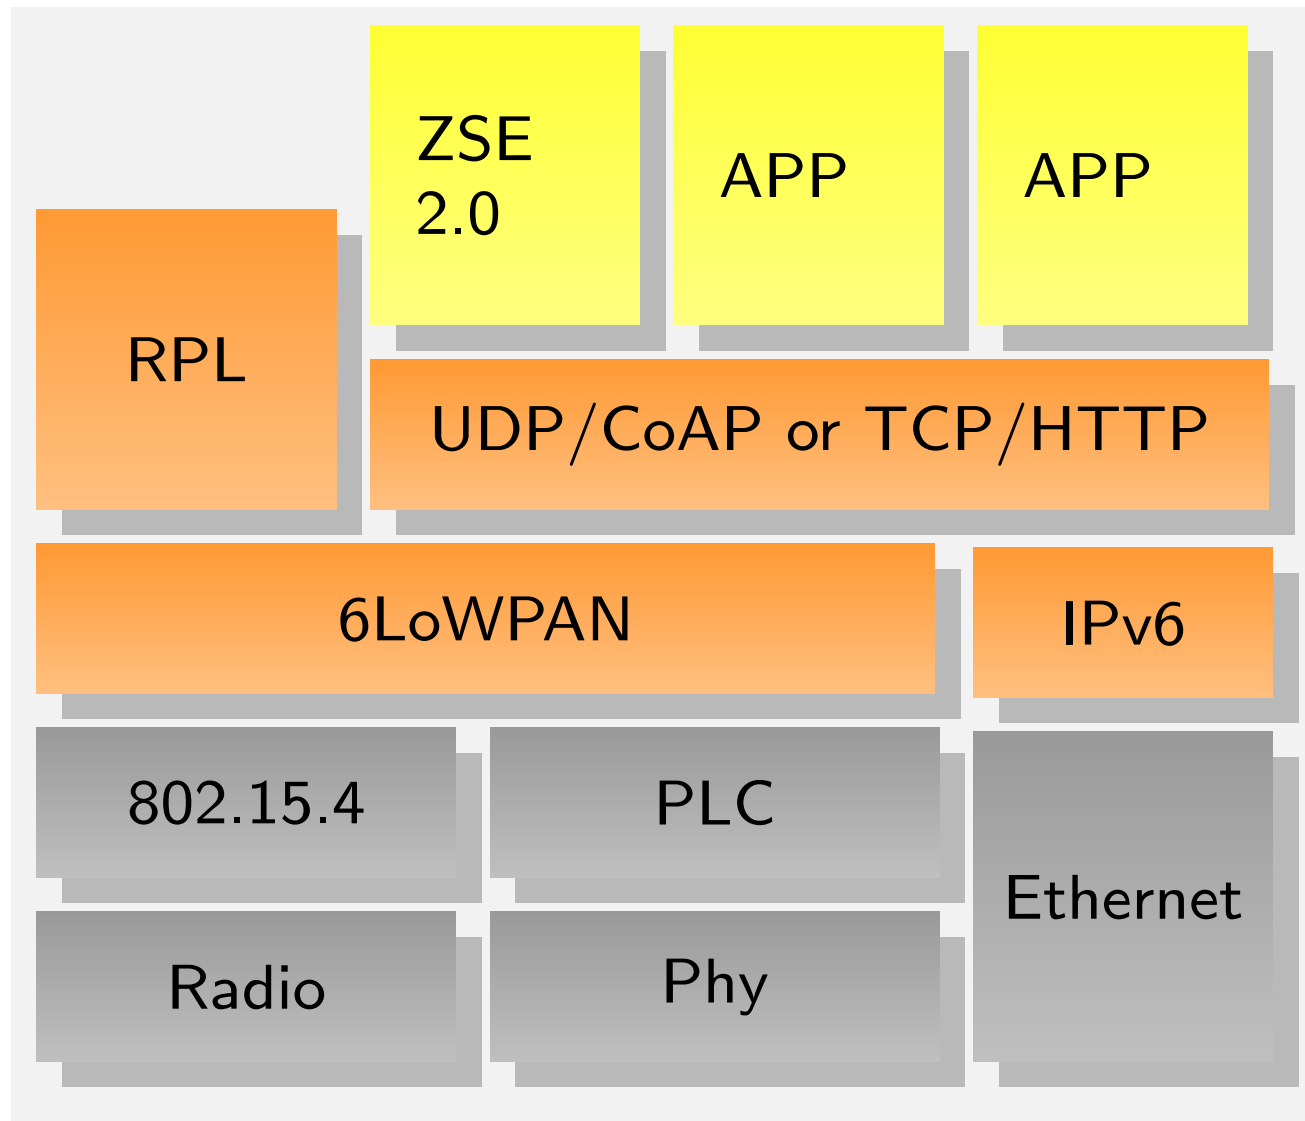 ZSE
2.0
APP
APP
RPL
UDP/CoAP or TCP/HTTP
6LoWPAN
IPv6
802.15.4
PLC
Ethernet
Radio
Phy